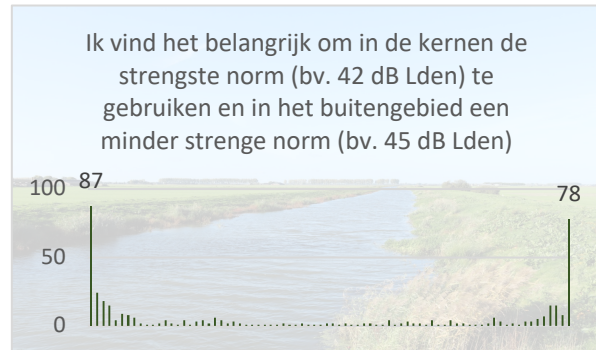 Ik vind het belangrijk om in de kernen de
strengste norm (bv. 42 dB Lden) te
gebruiken en in het buitengebied een
minder strenge norm (bv. 45 dB Lden)
100
87
78
50
0